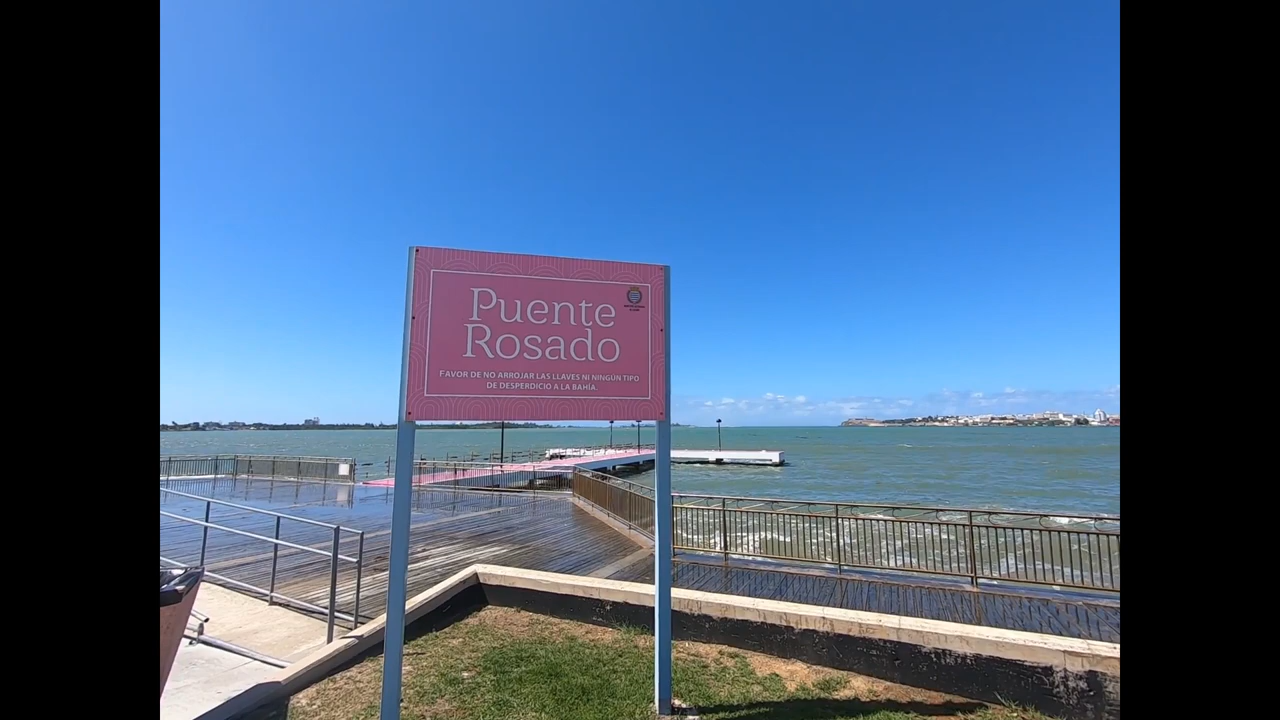 Puente
Rosado
FAVOR DE NO ARROJAR LAS LLAVES NI NINGÚN TIPO
DE DESPERDICIO A LA BAHÍA.